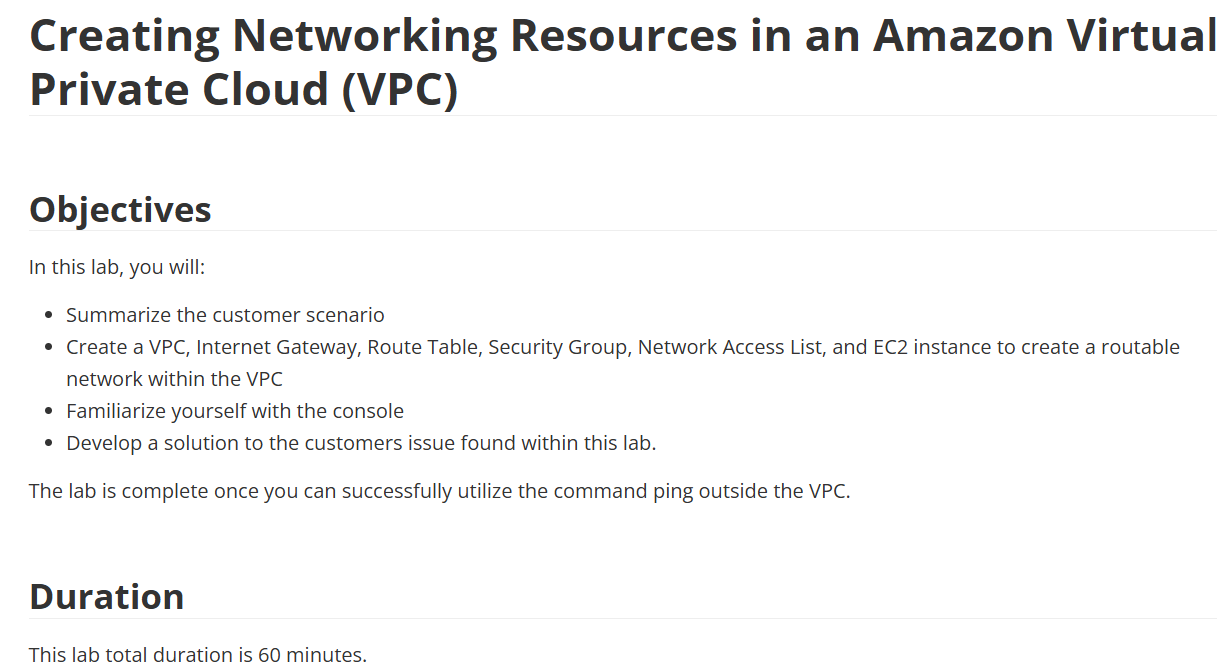 Creating Networking Resources in an Amazon Virtual
Private Cloud (VPC)
Objectives
In this lab, you will:
• Summarize the customer scenario
• Create a VPC, Internet Gateway, Route Table, Security Group, Network Access List, and EC2 instance to create a routable
network within the VPC
• Familiarize yourself with the console
• Develop a solution to the customers issue found within this lab.
The lab is complete once you can successfully utilize the command ping outside the VPC.
Duration
This lab total duration is 60 minutes.